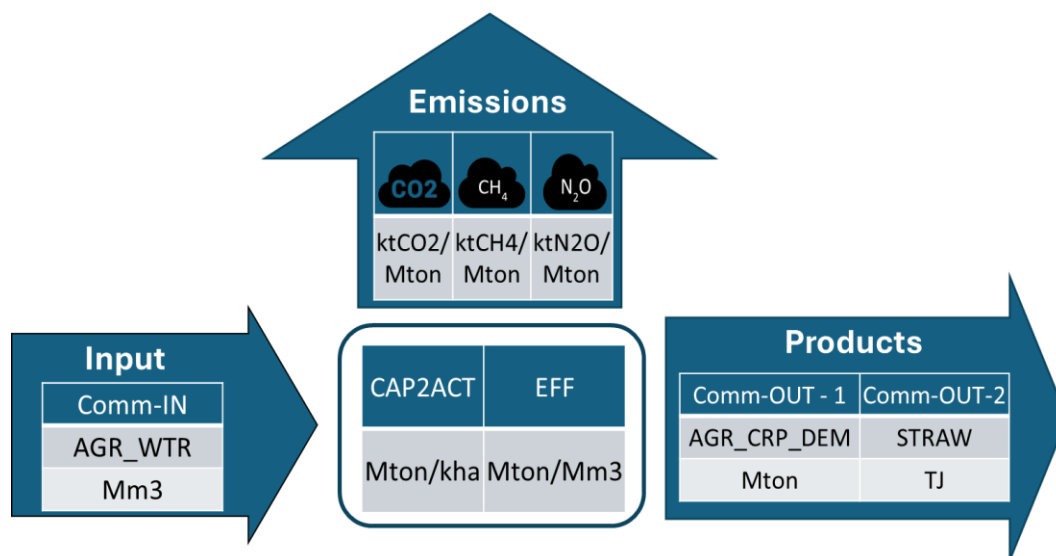 Emissions
CO2 CH₄ N₂O
ktCO2/ ktCH4/ ktN2O/
Mton Mton Mton
Input
Comm-IN
AGR_WTR
Mm3
CAP2ACT EFF
Mton/kha Mton/Mm3
Products
Comm-OUT - 1 Comm-OUT-2
AGR_CRP_DEM STRAW
Mton TJ